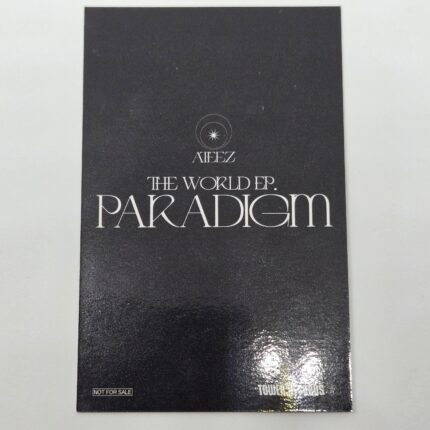 ATEEZ
THE WORLD EP.
PARADIGM
NOT FOR SALE